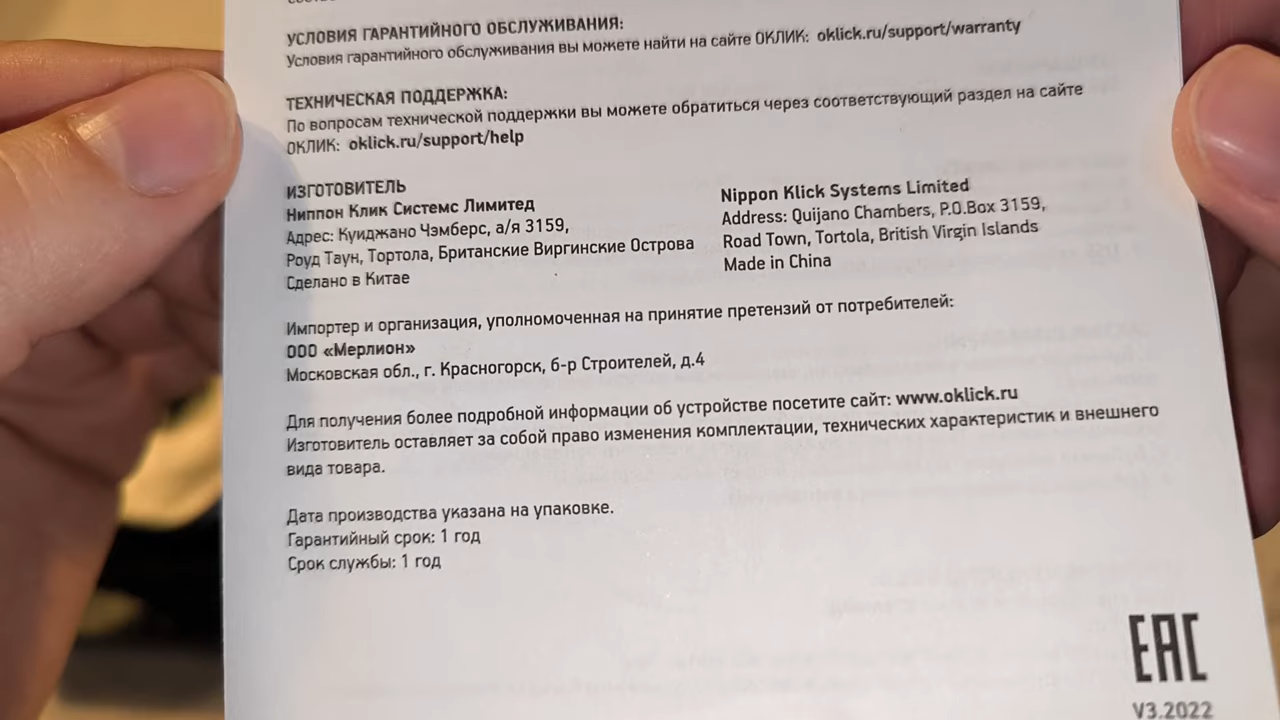 УСЛОВИЯ ГАРАНТИЙНОГО ОБСЛУЖИВАНИЯ:
Условия гарантийного обслуживания вы можете найти на сайте ОКЛИК: oklick.ru/support/warranty
ТЕХНИЧЕСКАЯ ПОДДЕРЖКА:
По вопросам технической поддержки вы можете обратиться через соответствующий раздел на сайте
ОКЛИК: oklick.ru/support/help
ИЗГОТОВИТЕЛЬ
Ниппон Клик Системс Лимитед
Адрес: Куиджано Чэмберс, а/я 3159,
Роуд Таун, Тортола, Британские Виргинские Острова
Сделано в Китае
Nippon Klick Systems Limited
Address: Quijano Chambers, P.O.Box 3159,
Road Town, Tortola, British Virgin Islands
Made in China
Импортер и организация, уполномоченная на принятие претензий от потребителей:
ООО «Мерлион»
Московская обл., г. Красногорск, б-р Строителей, д.4
Для получения более подробной информации об устройстве посетите сайт: www.oklick.ru
Изготовитель оставляет за собой право изменения комплектации, технических характеристик и внешнего
вида товара.
Дата производства указана на упаковке.
Гарантийный срок: 1 год
Срок службы: 1 год
EAC
V3.2022